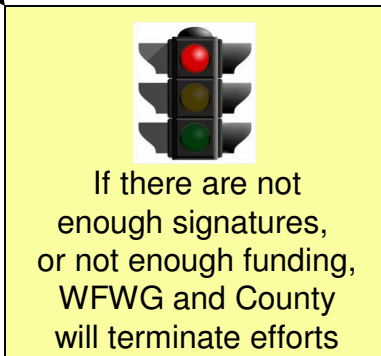 If there are not
enough signatures,
or not enough funding,
WFWG and County
will terminate efforts